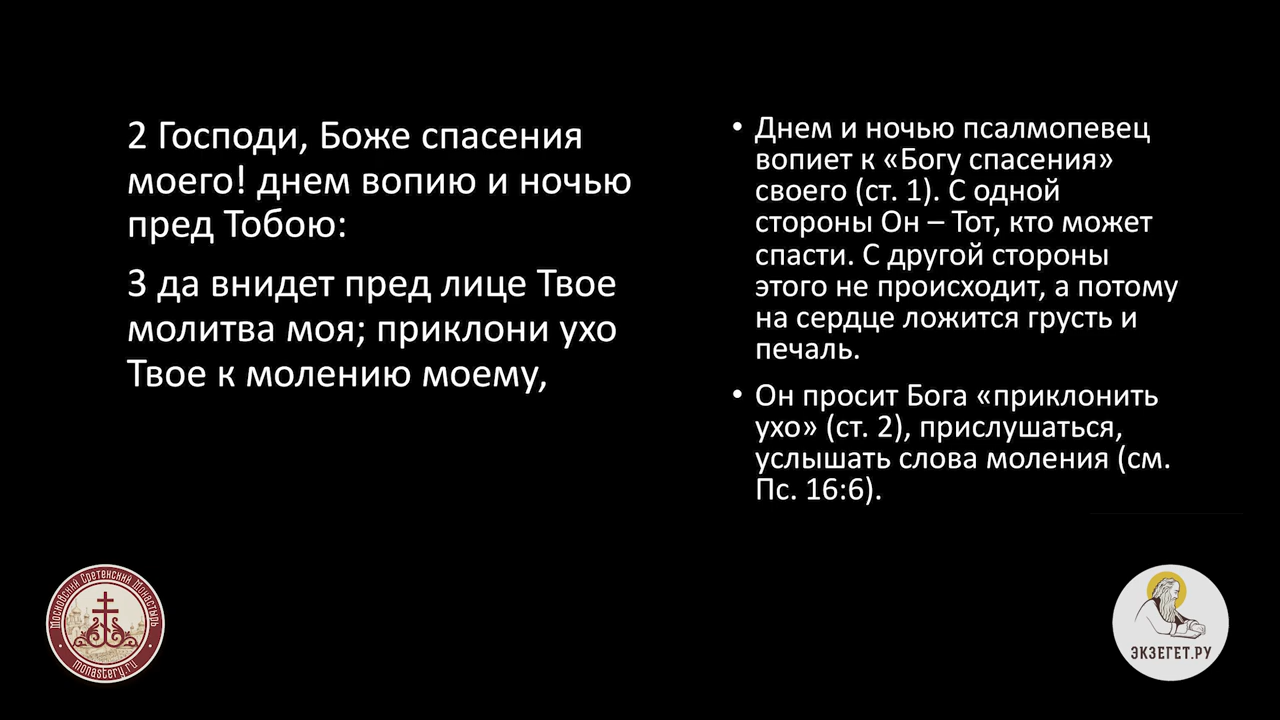 2 Господи, Боже спасения
моего! днем вопию и ночью
пред Тобою:
3 да внидет пред лице Твое
молитва моя; приклони ухо
Твое к молению моему,
• Днем и ночью псалмопевец
вопиет к «Богу спасения»
своего (ст. 1). С одной
стороны Он – Тот, кто может
спасти. С другой стороны
этого не происходит, а потому
на сердце ложится грусть и
печаль.
• Он просит Бога «приклонить
ухо» (ст. 2), прислушаться,
услышать слова моления (см.
Пс. 16:6).
Московский Сретенский Монастырь
monastery.ru
ЭКЗЕГЕТ.РУ